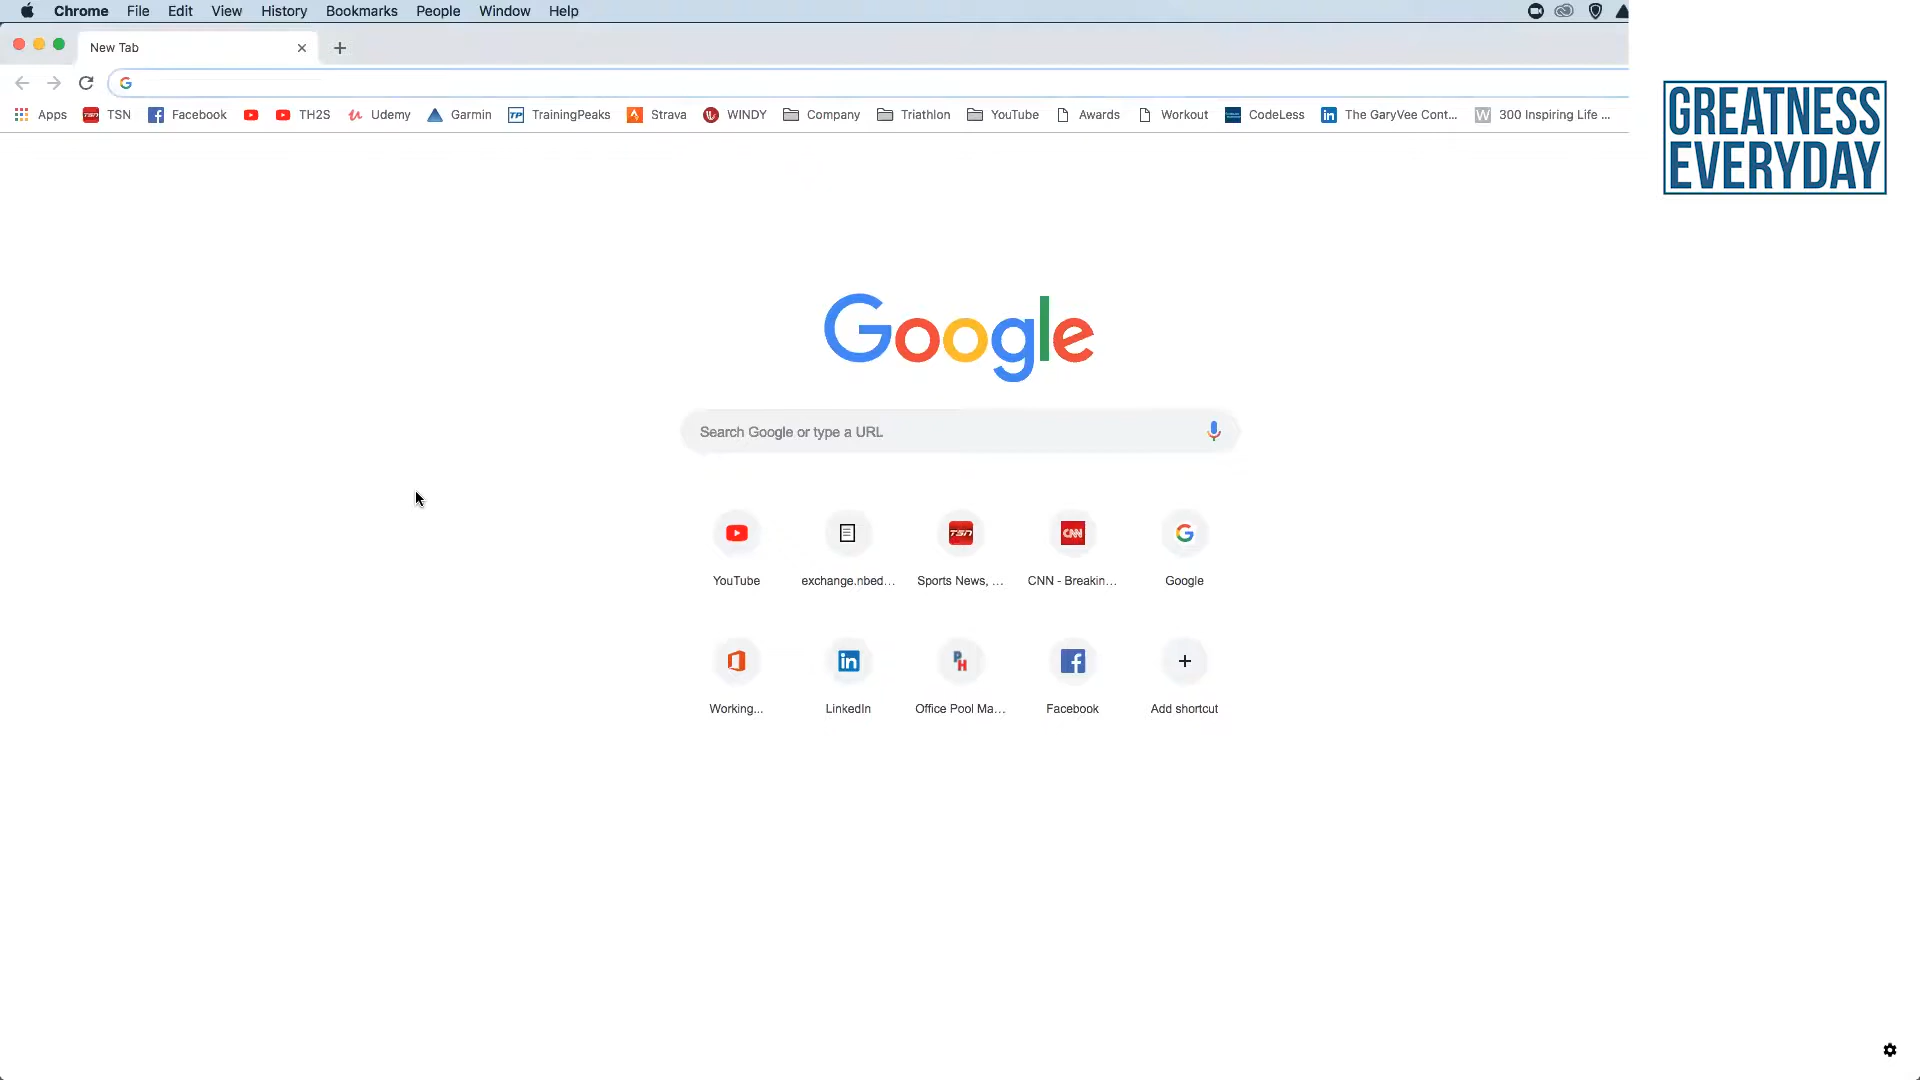 Chrome File Edit View History Bookmarks People Window Help
New Tab
Apps TSN Facebook TH2S Udemy Garmin TrainingPeaks Strava WINDY Company Triathlon YouTube Awards Workout CodeLess The GaryVee Cont... 300 Inspiring Life ...
GREATNESS
EVERYDAY
Google
Search Google or type a URL
YouTube exchange.nbed... Sports News, ... CNN - Breakin... Google
Working... LinkedIn Office Pool Ma... Facebook Add shortcut